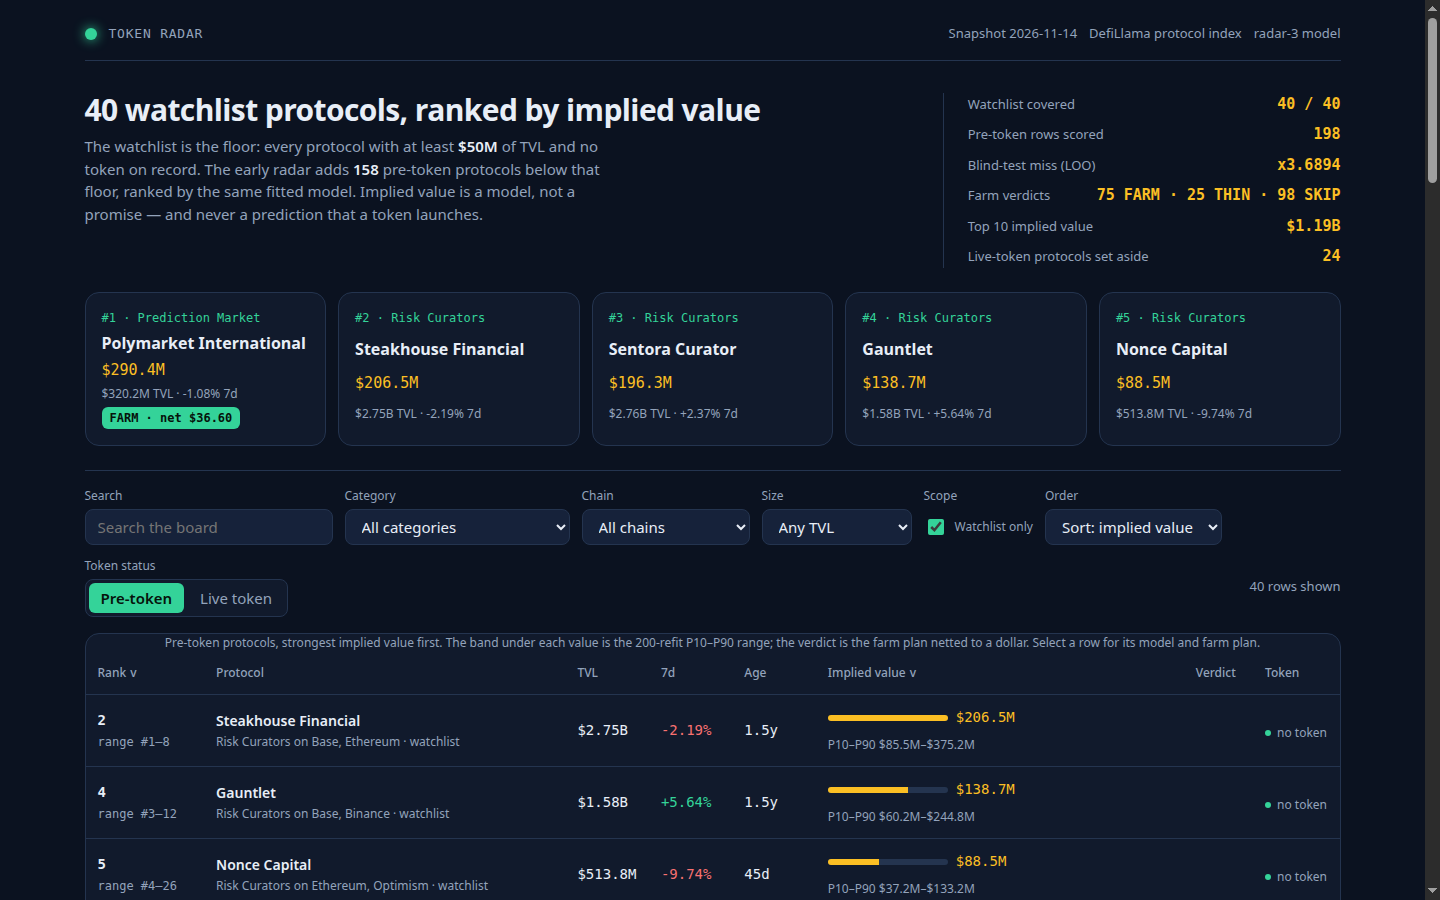 TOKEN RADAR
Snapshot 2026-11-14 DefiLlama protocol index radar-3 model
40 watchlist protocols, ranked by implied value
The watchlist is the floor: every protocol with at least $50M of TVL and no
token on record. The early radar adds 158 pre-token protocols below that
floor, ranked by the same fitted model. Implied value is a model, not a
promise — and never a prediction that a token launches.
Watchlist covered 40 / 40
Pre-token rows scored 198
Blind-test miss (LOO) x3.6894
Farm verdicts 75 FARM · 25 THIN · 98 SKIP
Top 10 implied value $1.19B
Live-token protocols set aside 24
#1 · Prediction Market
Polymarket International
$290.4M
$320.2M TVL · -1.08% 7d
FARM · net $36.60
#2 · Risk Curators
Steakhouse Financial
$206.5M
$2.75B TVL · -2.19% 7d
#3 · Risk Curators
Sentora Curator
$196.3M
$2.76B TVL · +2.37% 7d
#4 · Risk Curators
Gauntlet
$138.7M
$1.58B TVL · +5.64% 7d
#5 · Risk Curators
Nonce Capital
$88.5M
$513.8M TVL · -9.74% 7d
Search Category Chain Size Scope Order
Search the board All categories All chains Any TVL Watchlist only Sort: implied value
Token status
Pre-token Live token
40 rows shown
Pre-token protocols, strongest implied value first. The band under each value is the 200-refit P10–P90 range; the verdict is the farm plan netted to a dollar. Select a row for its model and farm plan.
Rank v Protocol TVL 7d Age Implied value v Verdict Token
2 Steakhouse Financial $2.75B -2.19% 1.5y $206.5M no token
range #1–8 Risk Curators on Base, Ethereum · watchlist P10–P90 $85.5M–$375.2M
4 Gauntlet $1.58B +5.64% 1.5y $138.7M no token
range #3–12 Risk Curators on Base, Binance · watchlist P10–P90 $60.2M–$244.8M
5 Nonce Capital $513.8M -9.74% 45d $88.5M no token
range #4–26 Risk Curators on Ethereum, Optimism · watchlist P10–P90 $37.2M–$133.2M